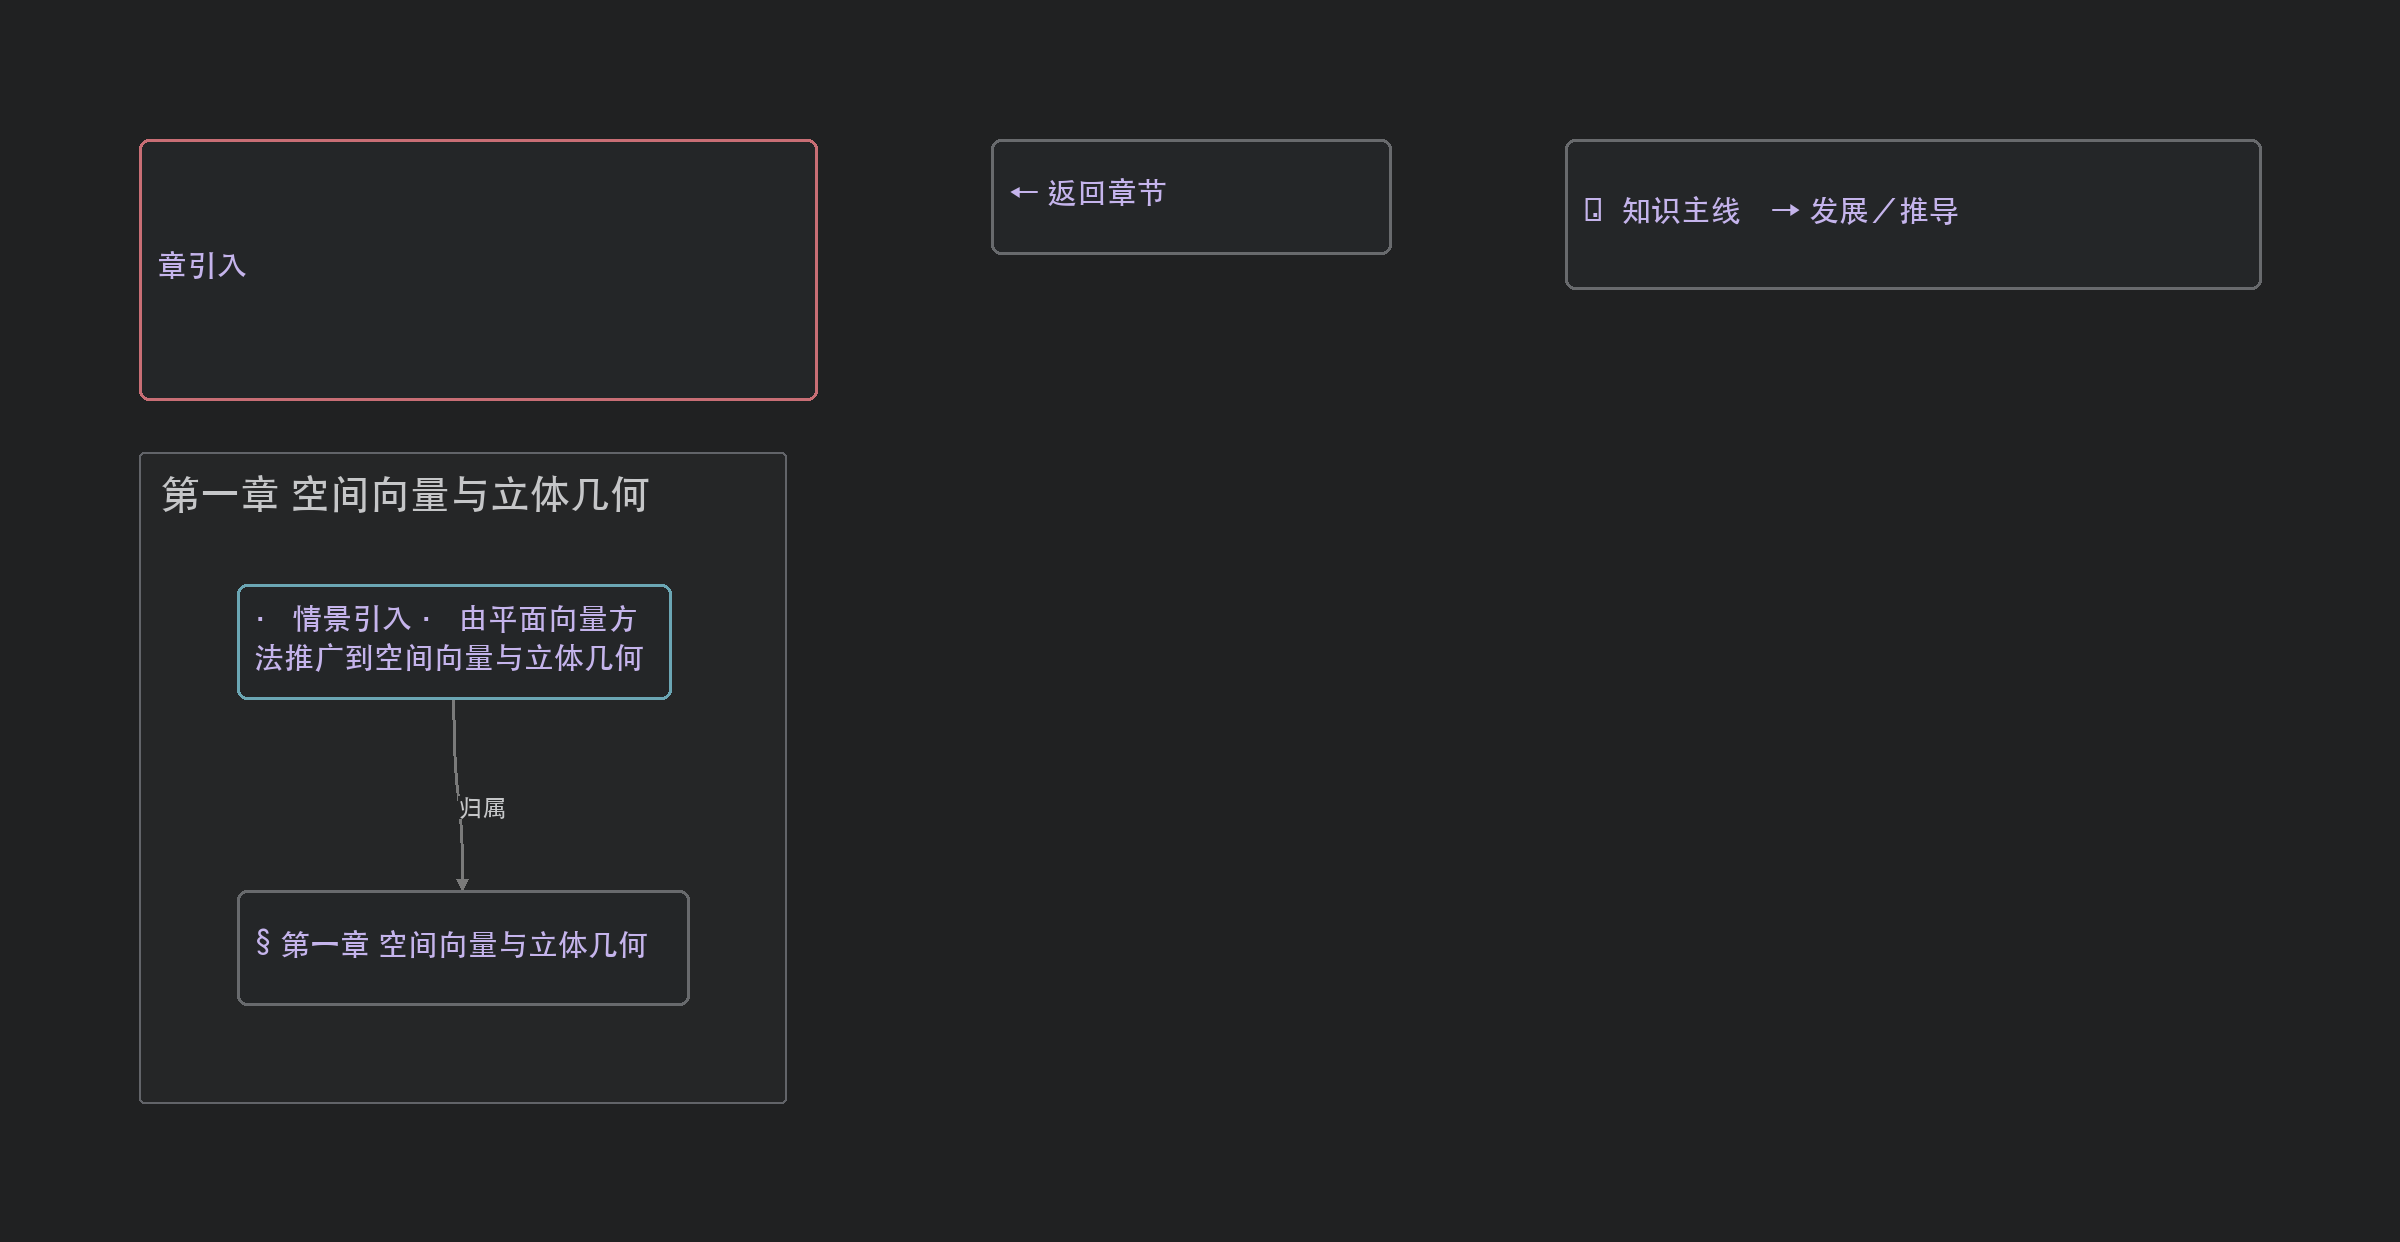 章引入
← 返回章节
知识主线 → 发展／推导
第一章 空间向量与立体几何
· 情景引入 · 由平面向量方
法推广到空间向量与立体几何
归属
§ 第一章 空间向量与立体几何